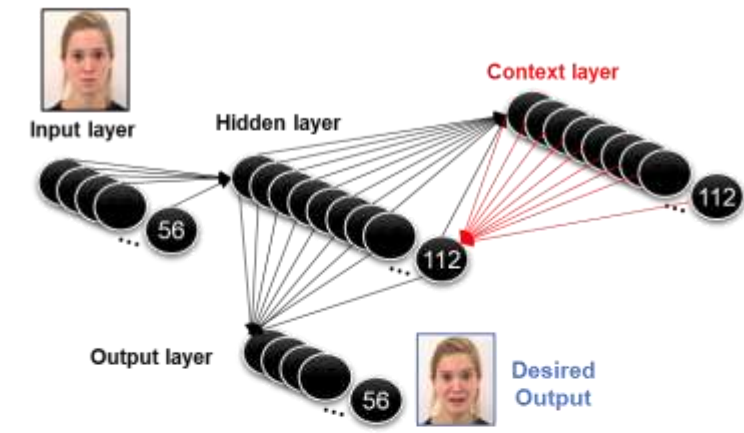 Context layer
Input layer
Hidden layer
... 56
... 112
... 112
Output layer
... 56
Desired
Output